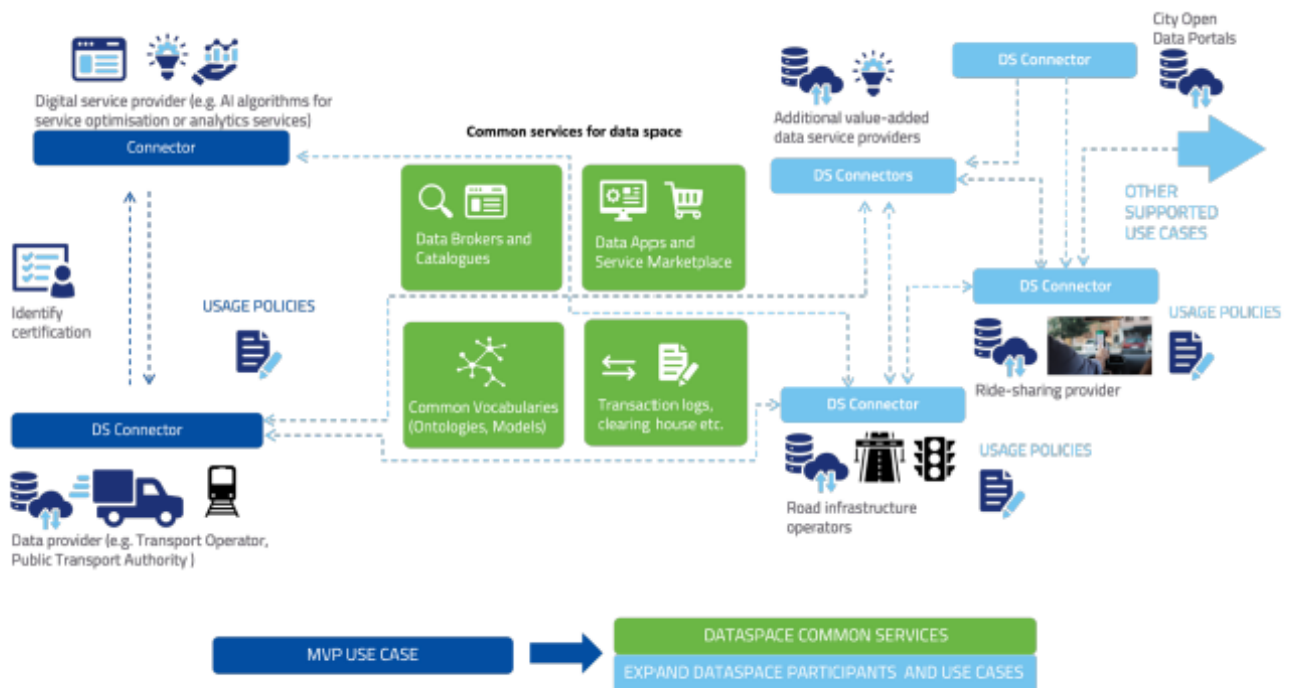 City Open
Data Portals
DS Connector
Digital service provider (e.g. AI algorithms for
service optimisation or analytics services)
Connector
Common services for data space
Additional value-added
data service providers
DS Connectors
Data Brokers and
Catalogues
Data Apps and
Service Marketplace
OTHER
SUPPORTED
USE CASES
Identify
certification
USAGE POLICIES
DS Connector
USAGE POLICIES
Ride-sharing provider
Common Vocabularies
(Ontologies, Models)
Transaction logs,
clearing house etc.
DS Connector
DS Connector
USAGE POLICIES
Road infrastructure
operators
Data provider (e.g. Transport Operator,
Public Transport Authority )
MVP USE CASE
DATASPACE COMMON SERVICES
EXPAND DATASPACE PARTICIPANTS AND USE CASES